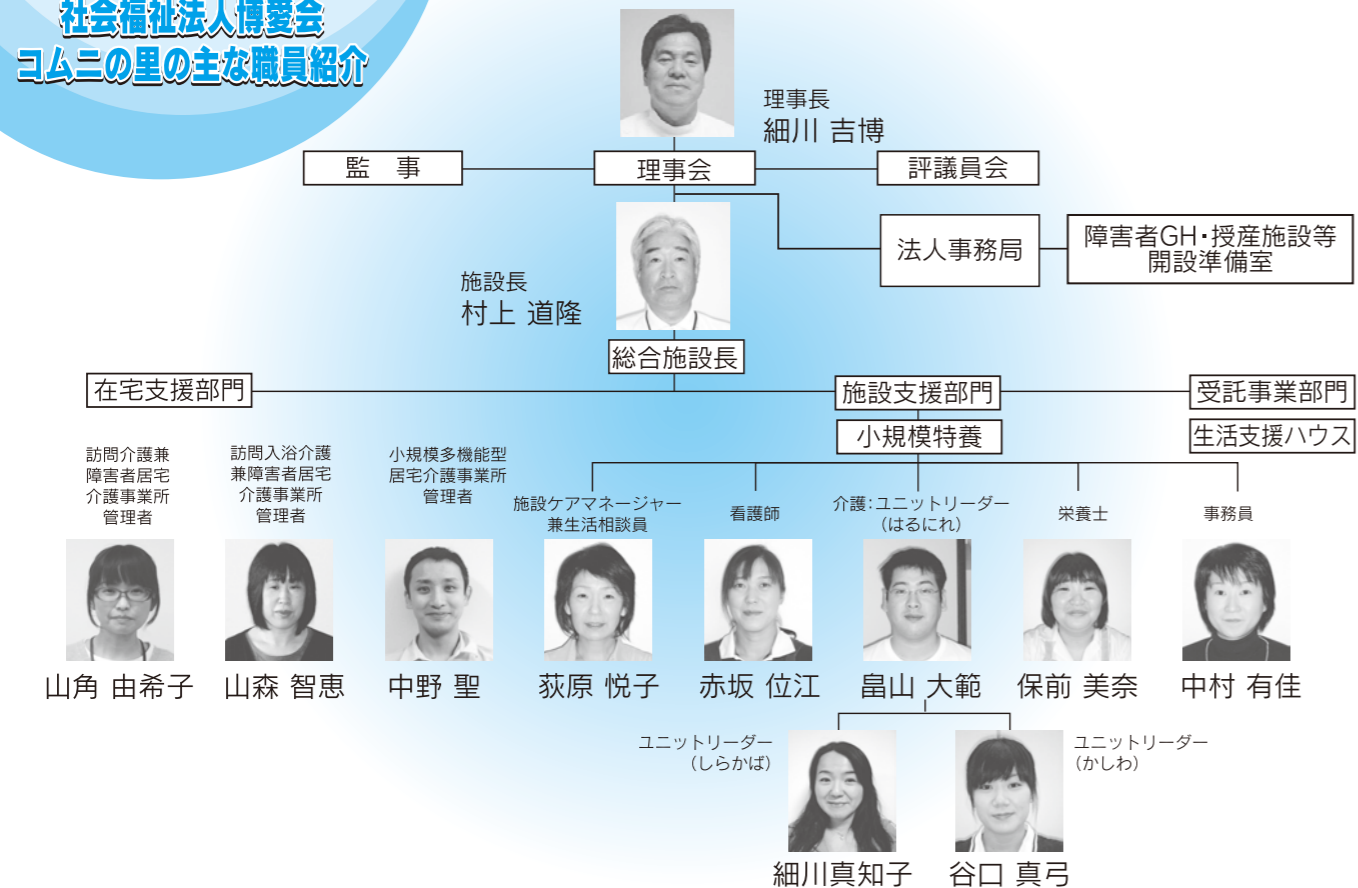 社会福祉法人博愛会
コムニの里の主な職員紹介
理事長
細川 吉博
監 事
理事会
評議員会
法人事務局
障害者GH・授産施設等
開設準備室
施設長
村上 道隆
総合施設長
在宅支援部門
施設支援部門
受託事業部門
小規模特養
生活支援ハウス
訪問介護兼
障害者居宅
介護事業所
管理者
訪問入浴介護
兼障害者居宅
介護事業所
管理者
小規模多機能型
居宅介護事業所
管理者
施設ケアマネージャー
兼生活相談員
看護師
介護:ユニットリーダー
(はるにれ)
栄養士
事務員
山角 由希子
山森 智恵
中野 聖
荻原 悦子
赤坂 位江
畠山 大範
保前 美奈
中村 有佳
ユニットリーダー
(しらかば)
ユニットリーダー
(かしわ)
細川真知子
谷口 真弓